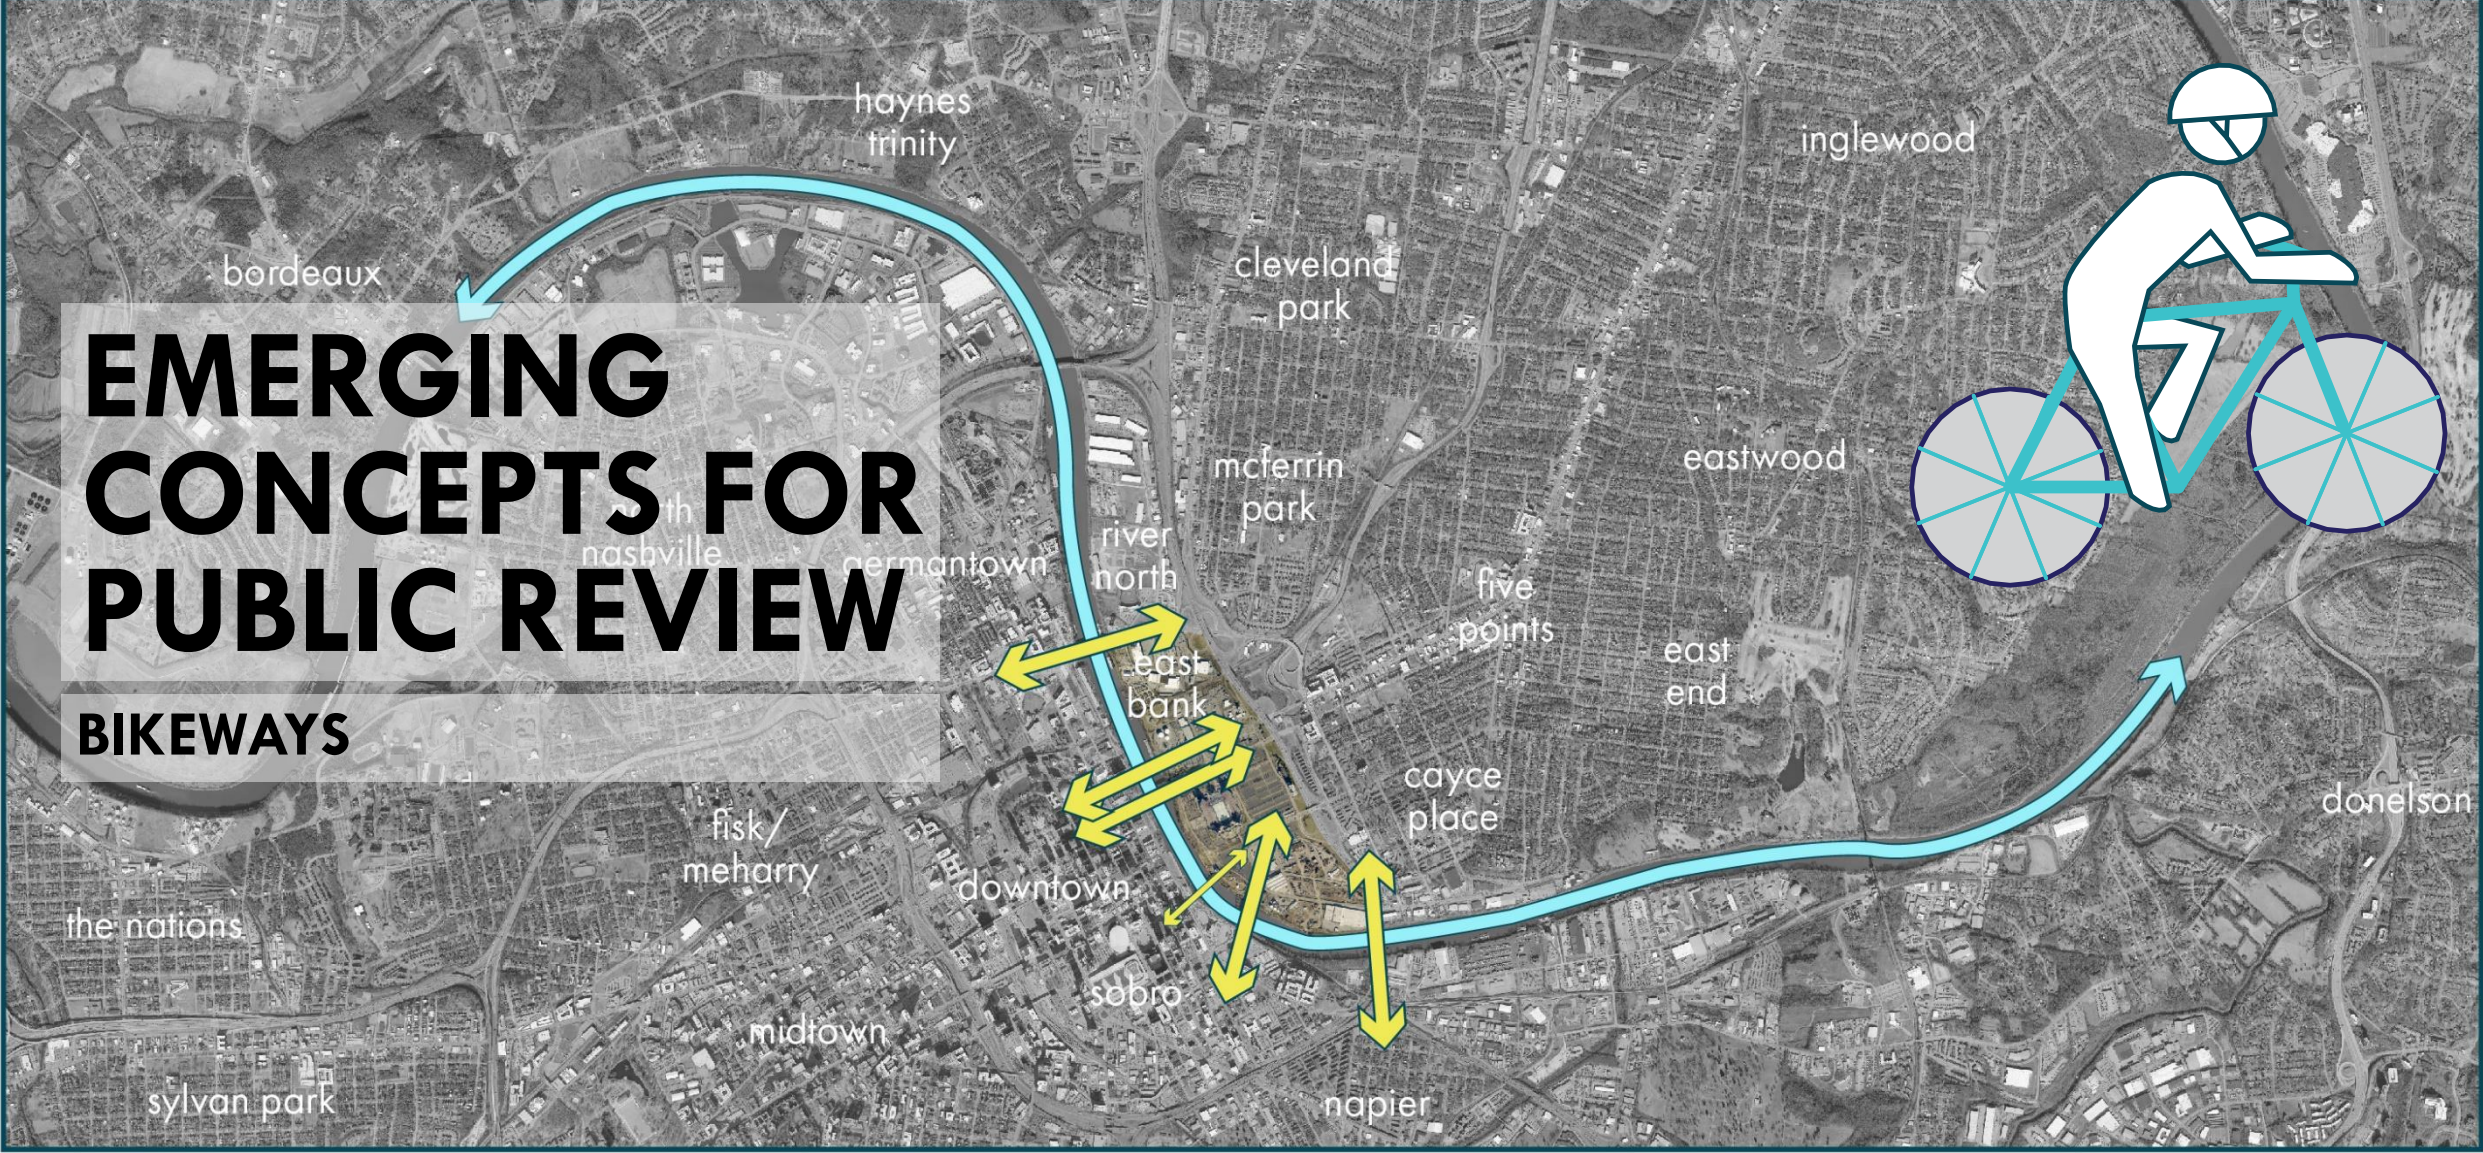 haynes
trinity
inglewood
bordeaux
cleveland
park
EMERGING
CONCEPTS FOR
PUBLIC REVIEW
BIKEWAYS
north
nashville
germantown
river
north
mcferrin
park
eastwood
five
points
east
bank
east
end
cayce
place
donelson
fisk/
meharry
downtown
the nations
sobro
midtown
sylvan park
napier